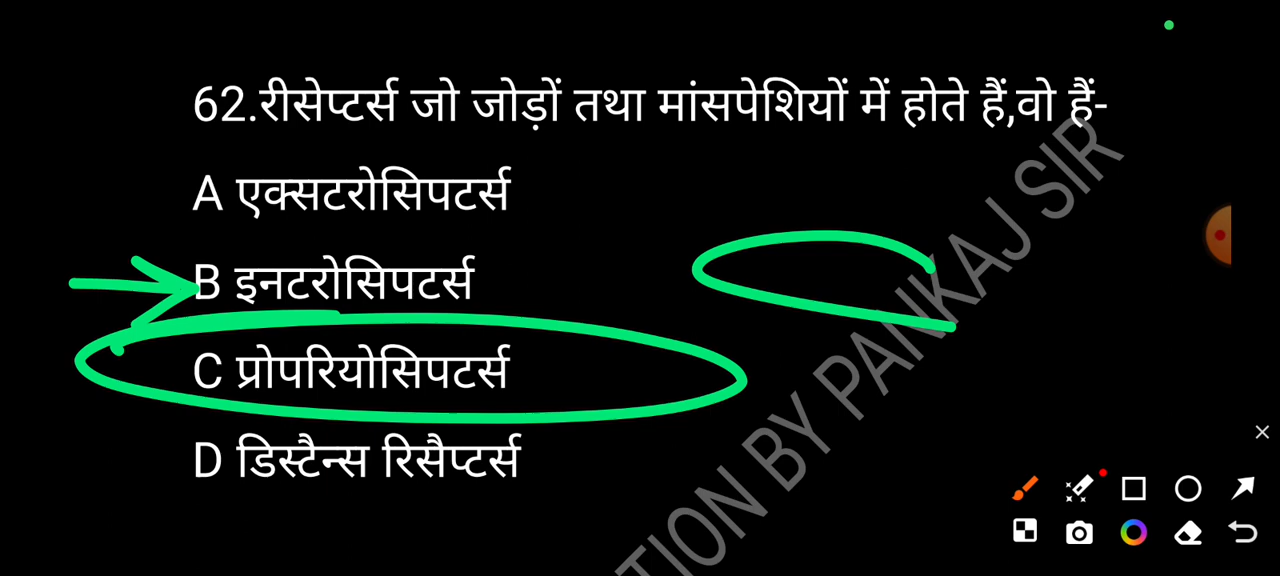 62.रीसेप्टर्स जो जोड़ों तथा मांसपेशियों में होते हैं,वो हैं-
A एक्सटरोसिपटर्स
B इनटरोसिपटर्स
C प्रोपरियोसिपटर्स
D डिस्टैन्स रिसैप्टर्स
TION BY PANKAJ SIR